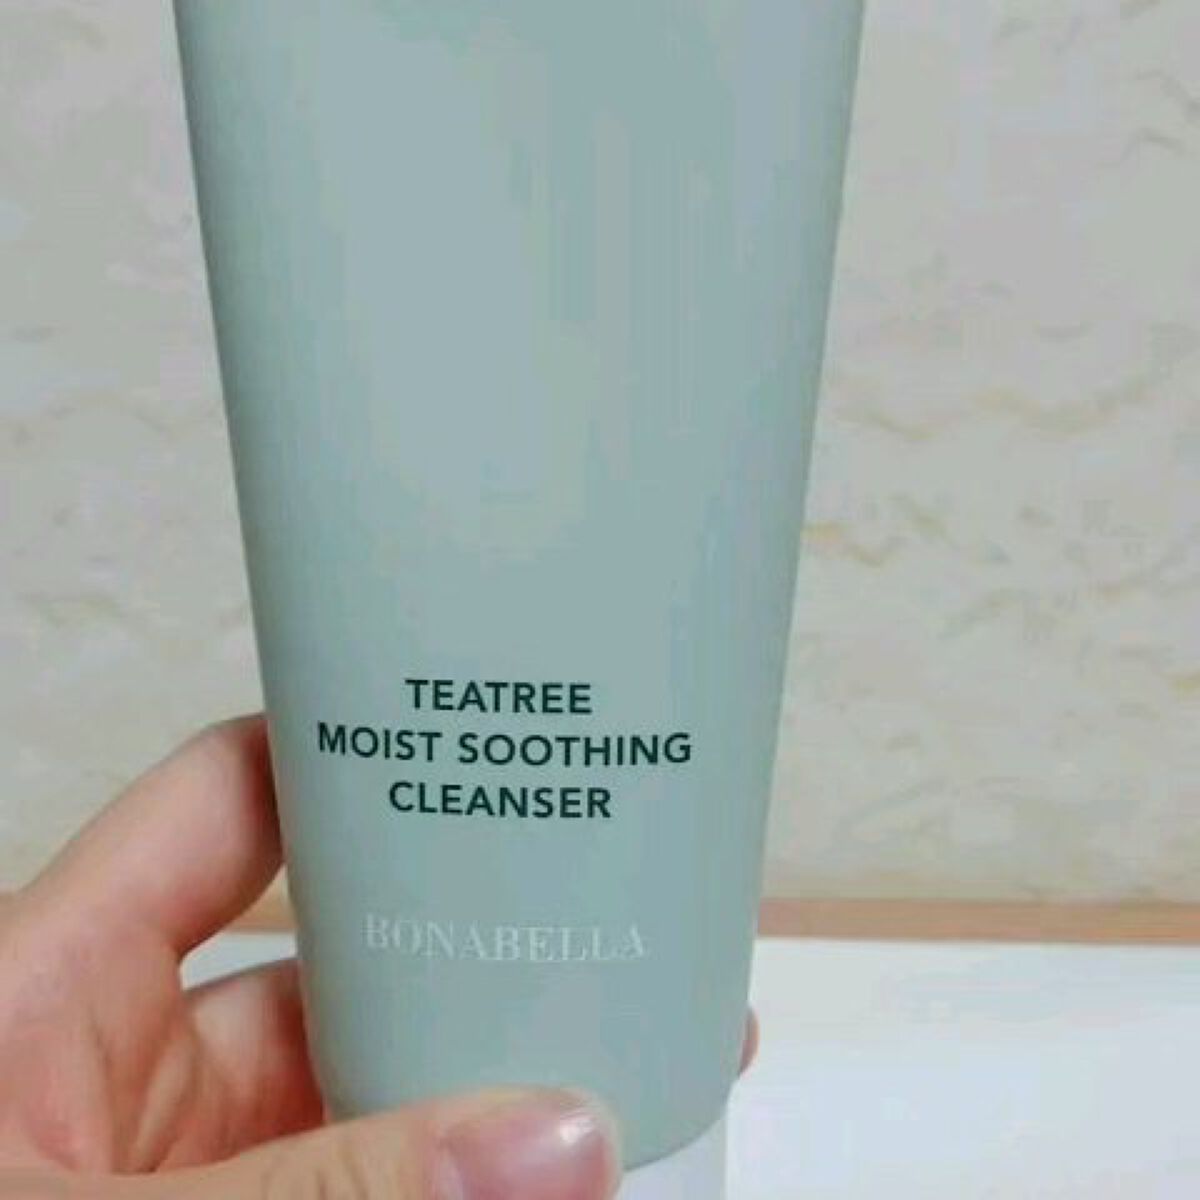 TEATREE
MOIST SOOTHING
CLEANSER
BONABELLA